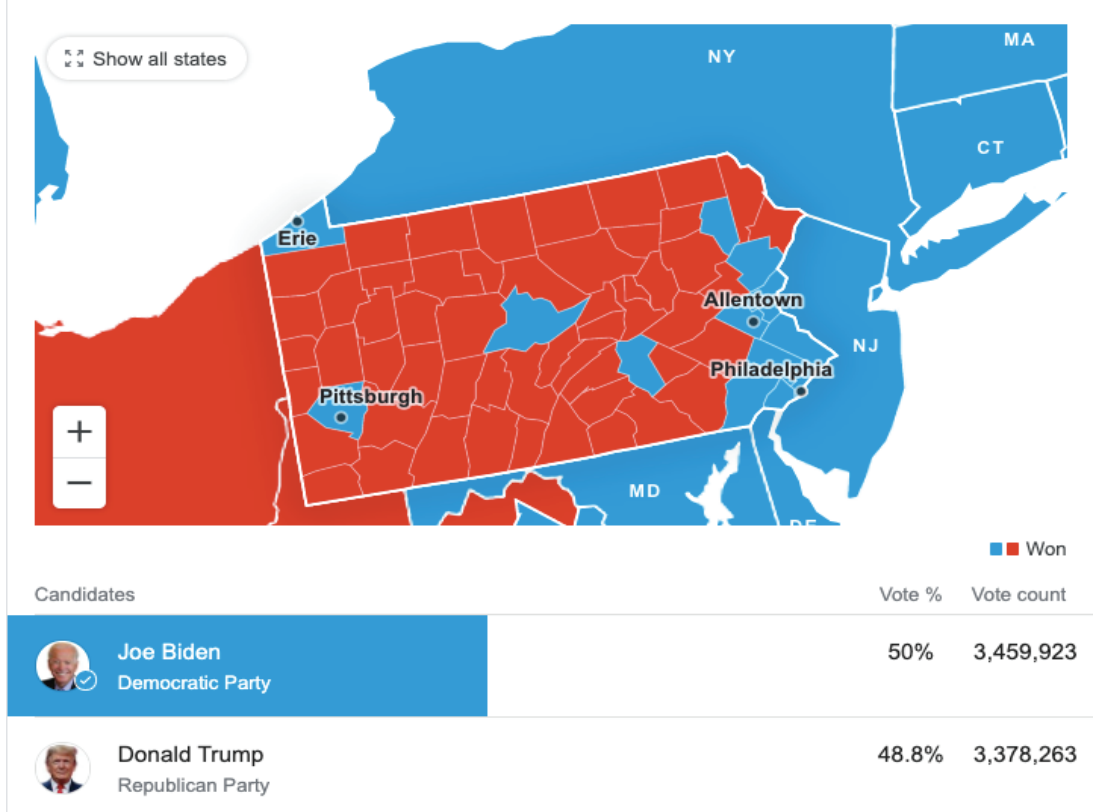 Show all states
NY
MA
CT
Erie
Allentown
Philadelphia
NJ
Pittsburgh
+
−
MD
DE
Won
Candidates Vote % Vote count
Joe Biden 50% 3,459,923
Democratic Party
Donald Trump 48.8% 3,378,263
Republican Party